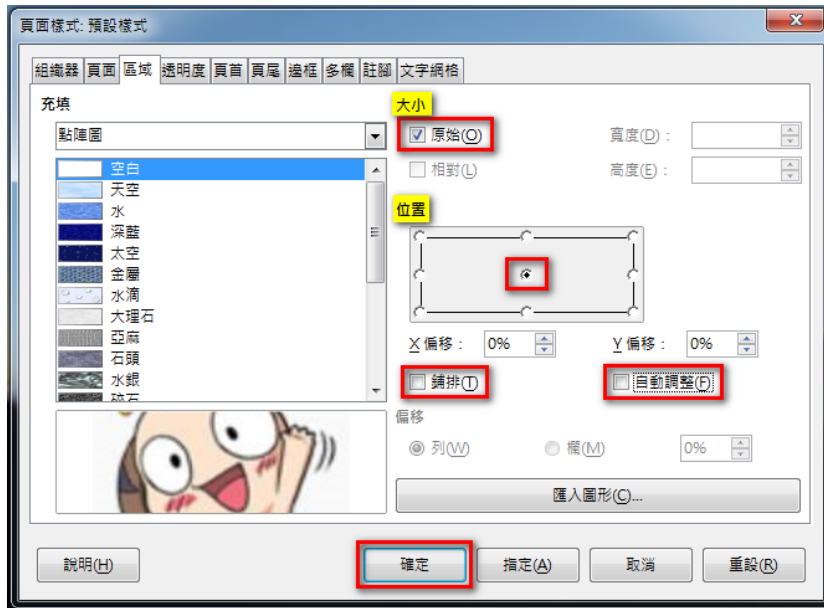 頁面樣式: 預設樣式
組織器 頁面 區域 透明度 頁首 頁尾 邊框 多欄 註腳 文字網格
充填
點陣圖
空白
天空
水
深藍
太空
金屬
水滴
大理石
亞麻
石頭
水銀
碎石
大小
原始(O)
寬度(D):
相對(L)
高度(E):
位置
X 偏移: 0%
Y 偏移: 0%
鋪排(T)
自動調整(F)
偏移
列(W)
欄(M)
0%
匯入圖形(C)...
說明(H)
確定
指定(A)
取消
重設(R)